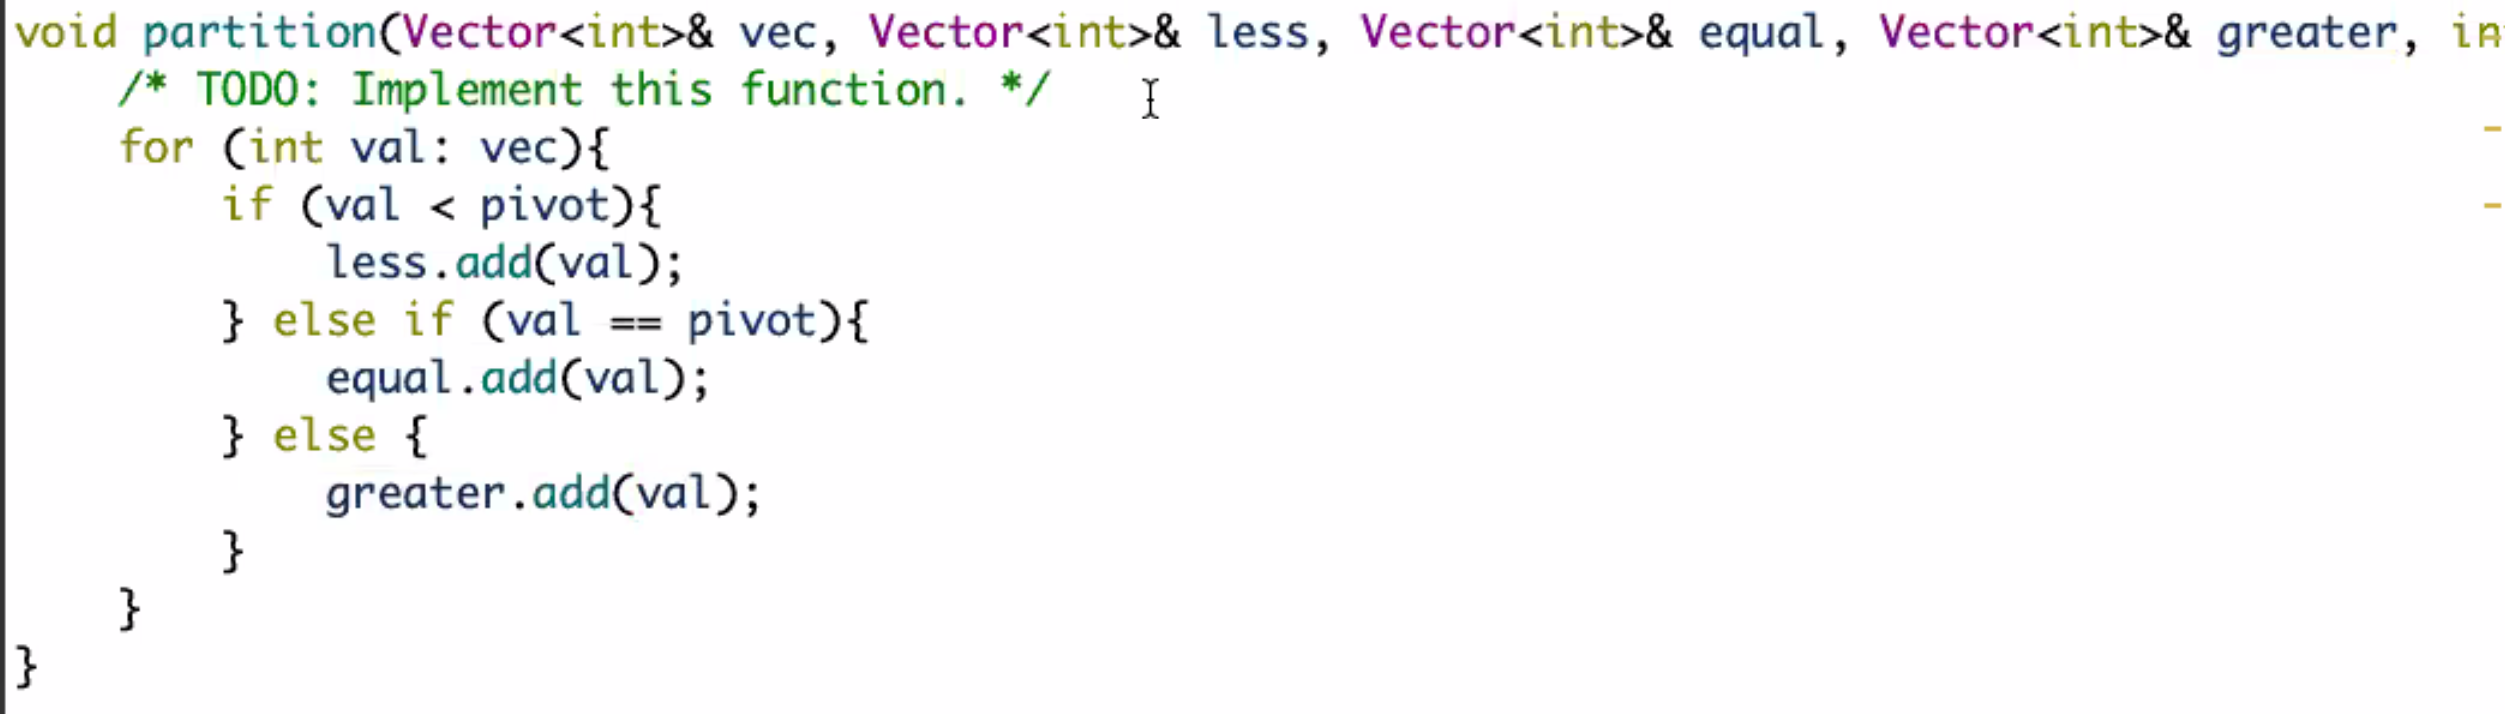 void partition(Vector<int>& vec, Vector<int>& less, Vector<int>& equal, Vector<int>& greater, in
    /* TODO: Implement this function. */
    for (int val: vec){
        if (val < pivot){
            less.add(val);
        } else if (val == pivot){
            equal.add(val);
        } else {
            greater.add(val);
        }
    }
}